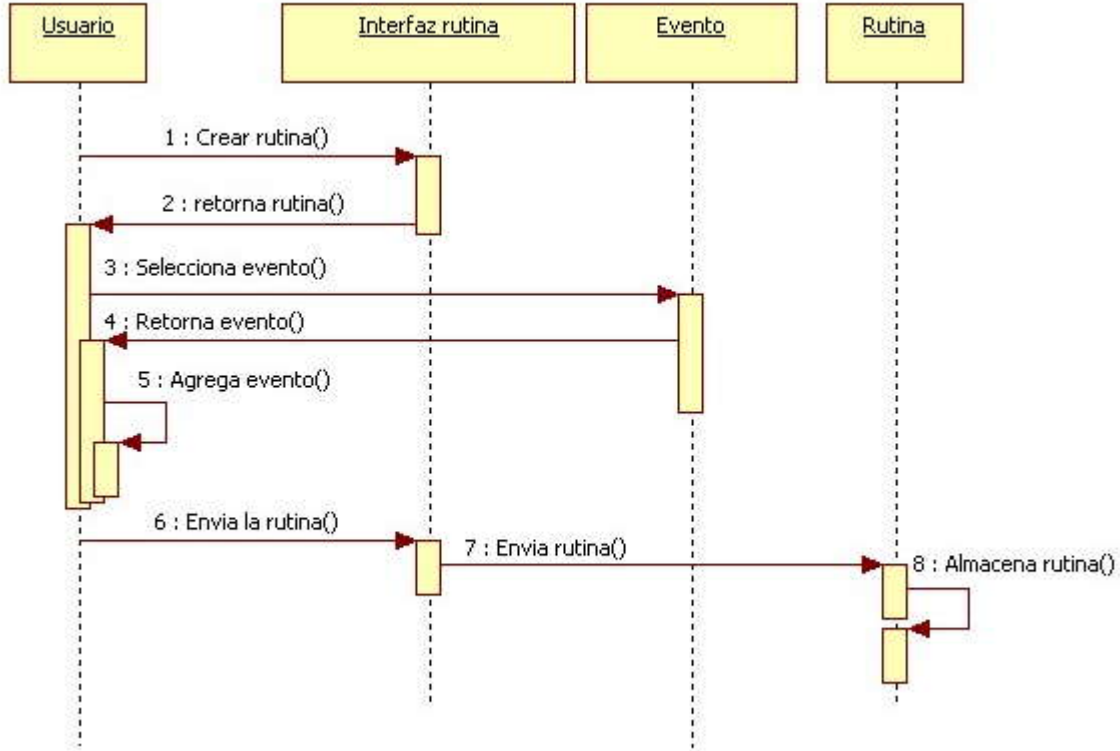 Usuario
Interfaz rutina
Evento
Rutina
1 : Crear rutina()
2 : retorna rutina()
3 : Selecciona evento()
4 : Retorna evento()
5 : Agrega evento()
6 : Envia la rutina()
7 : Envia rutina()
8 : Almacena rutina()